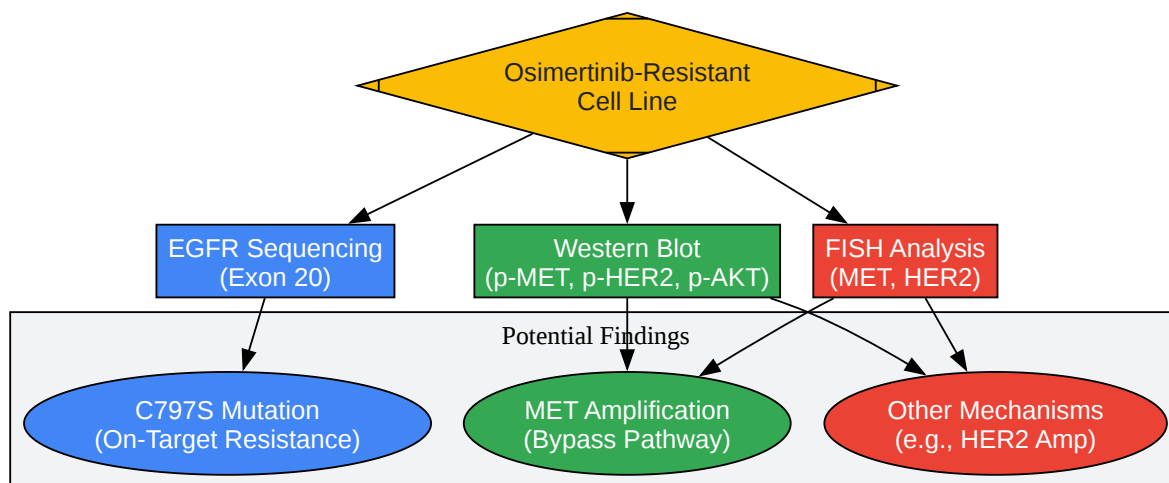 Osimertinib-Resistant
Cell Line
EGFR Sequencing
(Exon 20)
Western Blot
(p-MET, p-HER2, p-AKT)
FISH Analysis
(MET, HER2)
Potential Findings
C797S Mutation
(On-Target Resistance)
MET Amplification
(Bypass Pathway)
Other Mechanisms
(e.g., HER2 Amp)